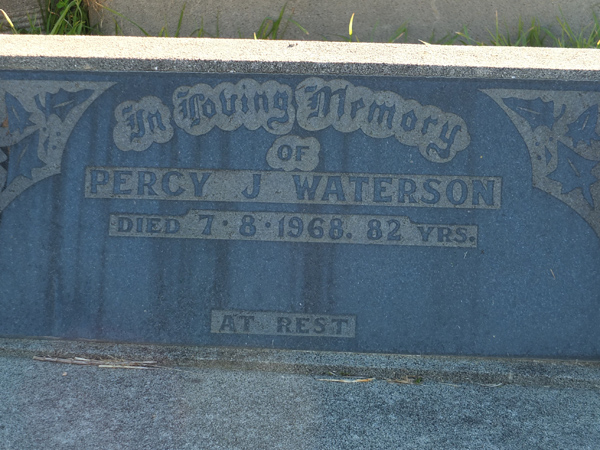 In Loving Memory
OF
PERCY J WATERSON
DIED 7·8·1968. 82 YRS.
AT REST